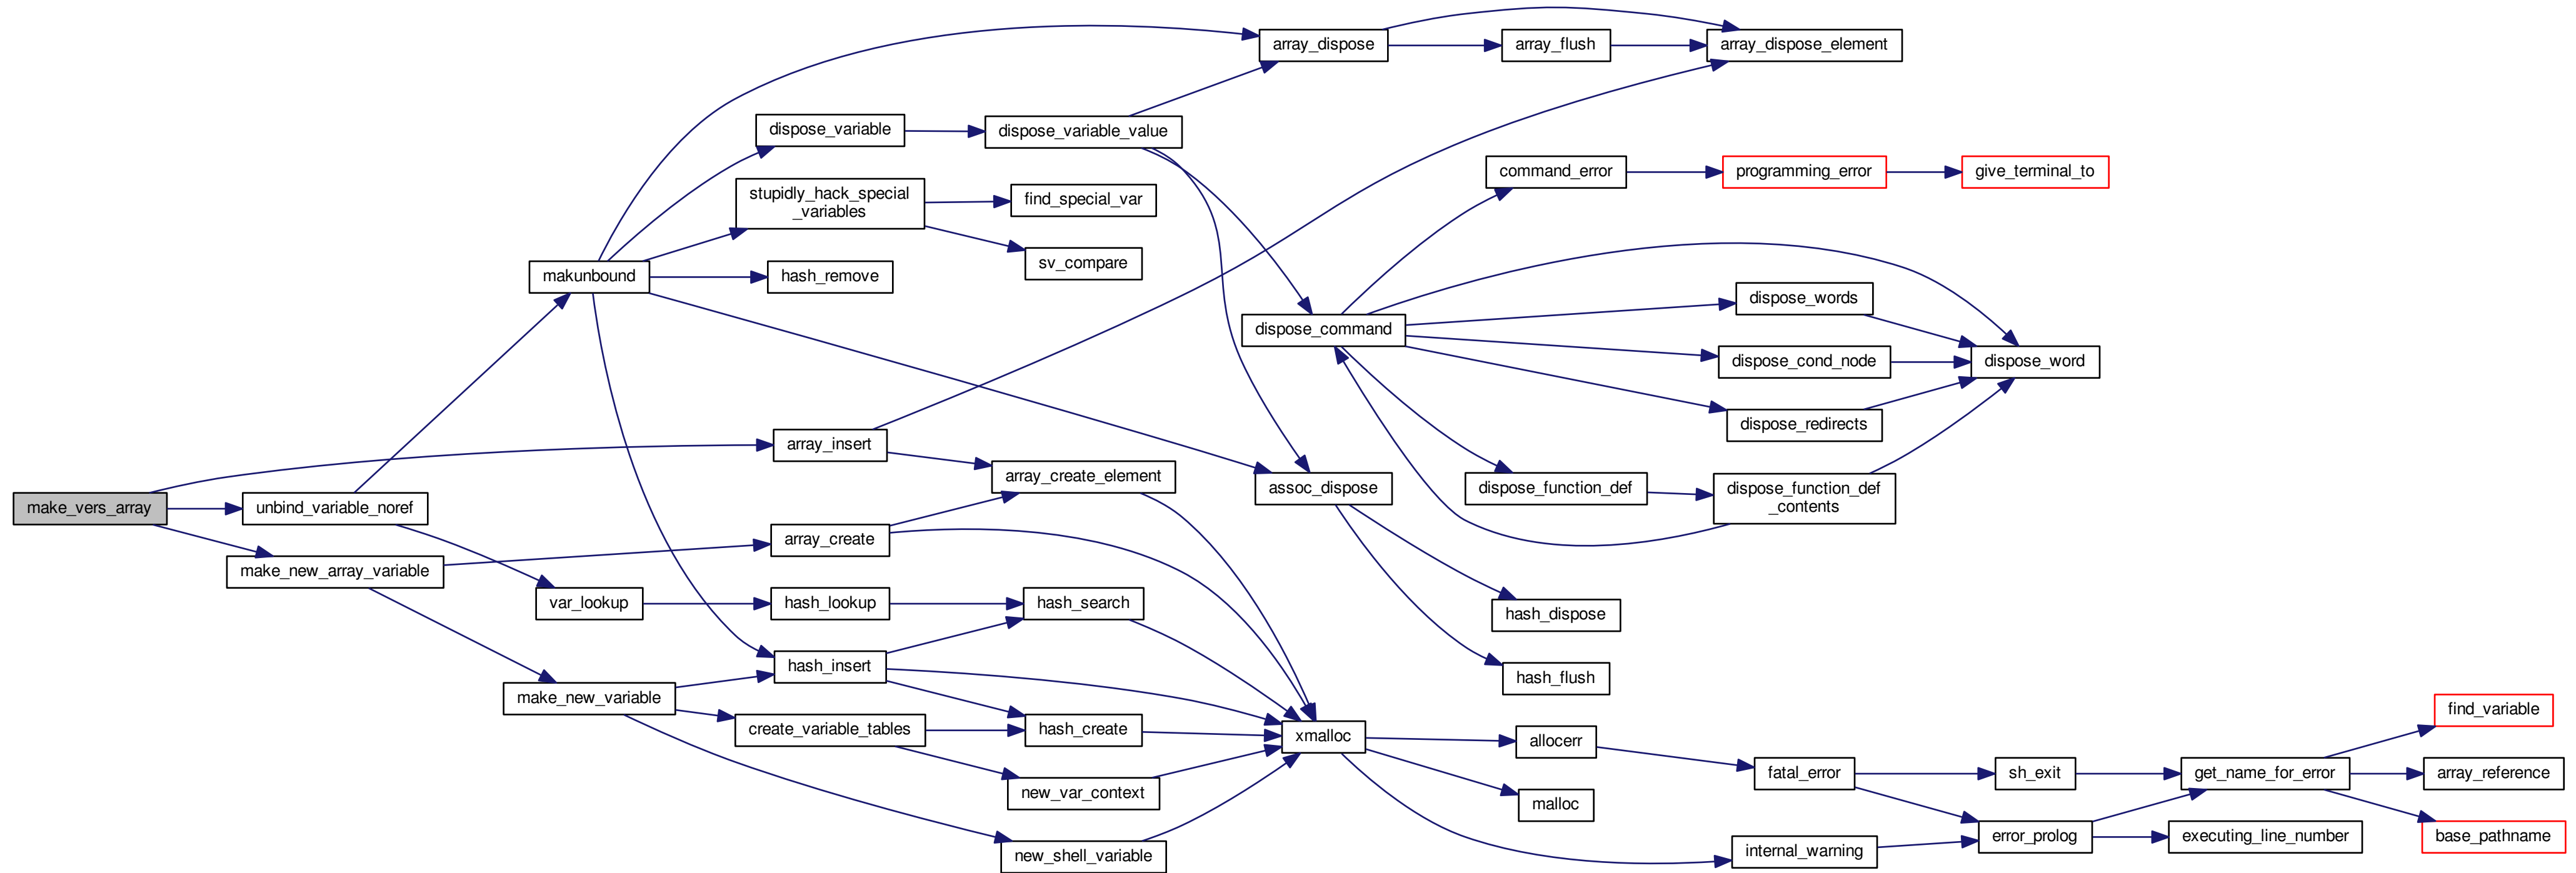 make_vers_array
unbind_variable_noref
make_new_array_variable
makunbound
var_lookup
make_new_variable
dispose_variable
stupidly_hack_special
_variables
hash_remove
array_insert
array_create
hash_lookup
hash_insert
create_variable_tables
dispose_variable_value
find_special_var
sv_compare
array_create_element
hash_search
hash_create
new_var_context
new_shell_variable
array_dispose
dispose_command
assoc_dispose
xmalloc
array_flush
command_error
dispose_function_def
hash_dispose
hash_flush
allocerr
malloc
array_dispose_element
programming_error
dispose_words
dispose_cond_node
dispose_redirects
dispose_function_def
_contents
fatal_error
internal_warning
give_terminal_to
dispose_word
sh_exit
error_prolog
get_name_for_error
executing_line_number
find_variable
array_reference
base_pathname